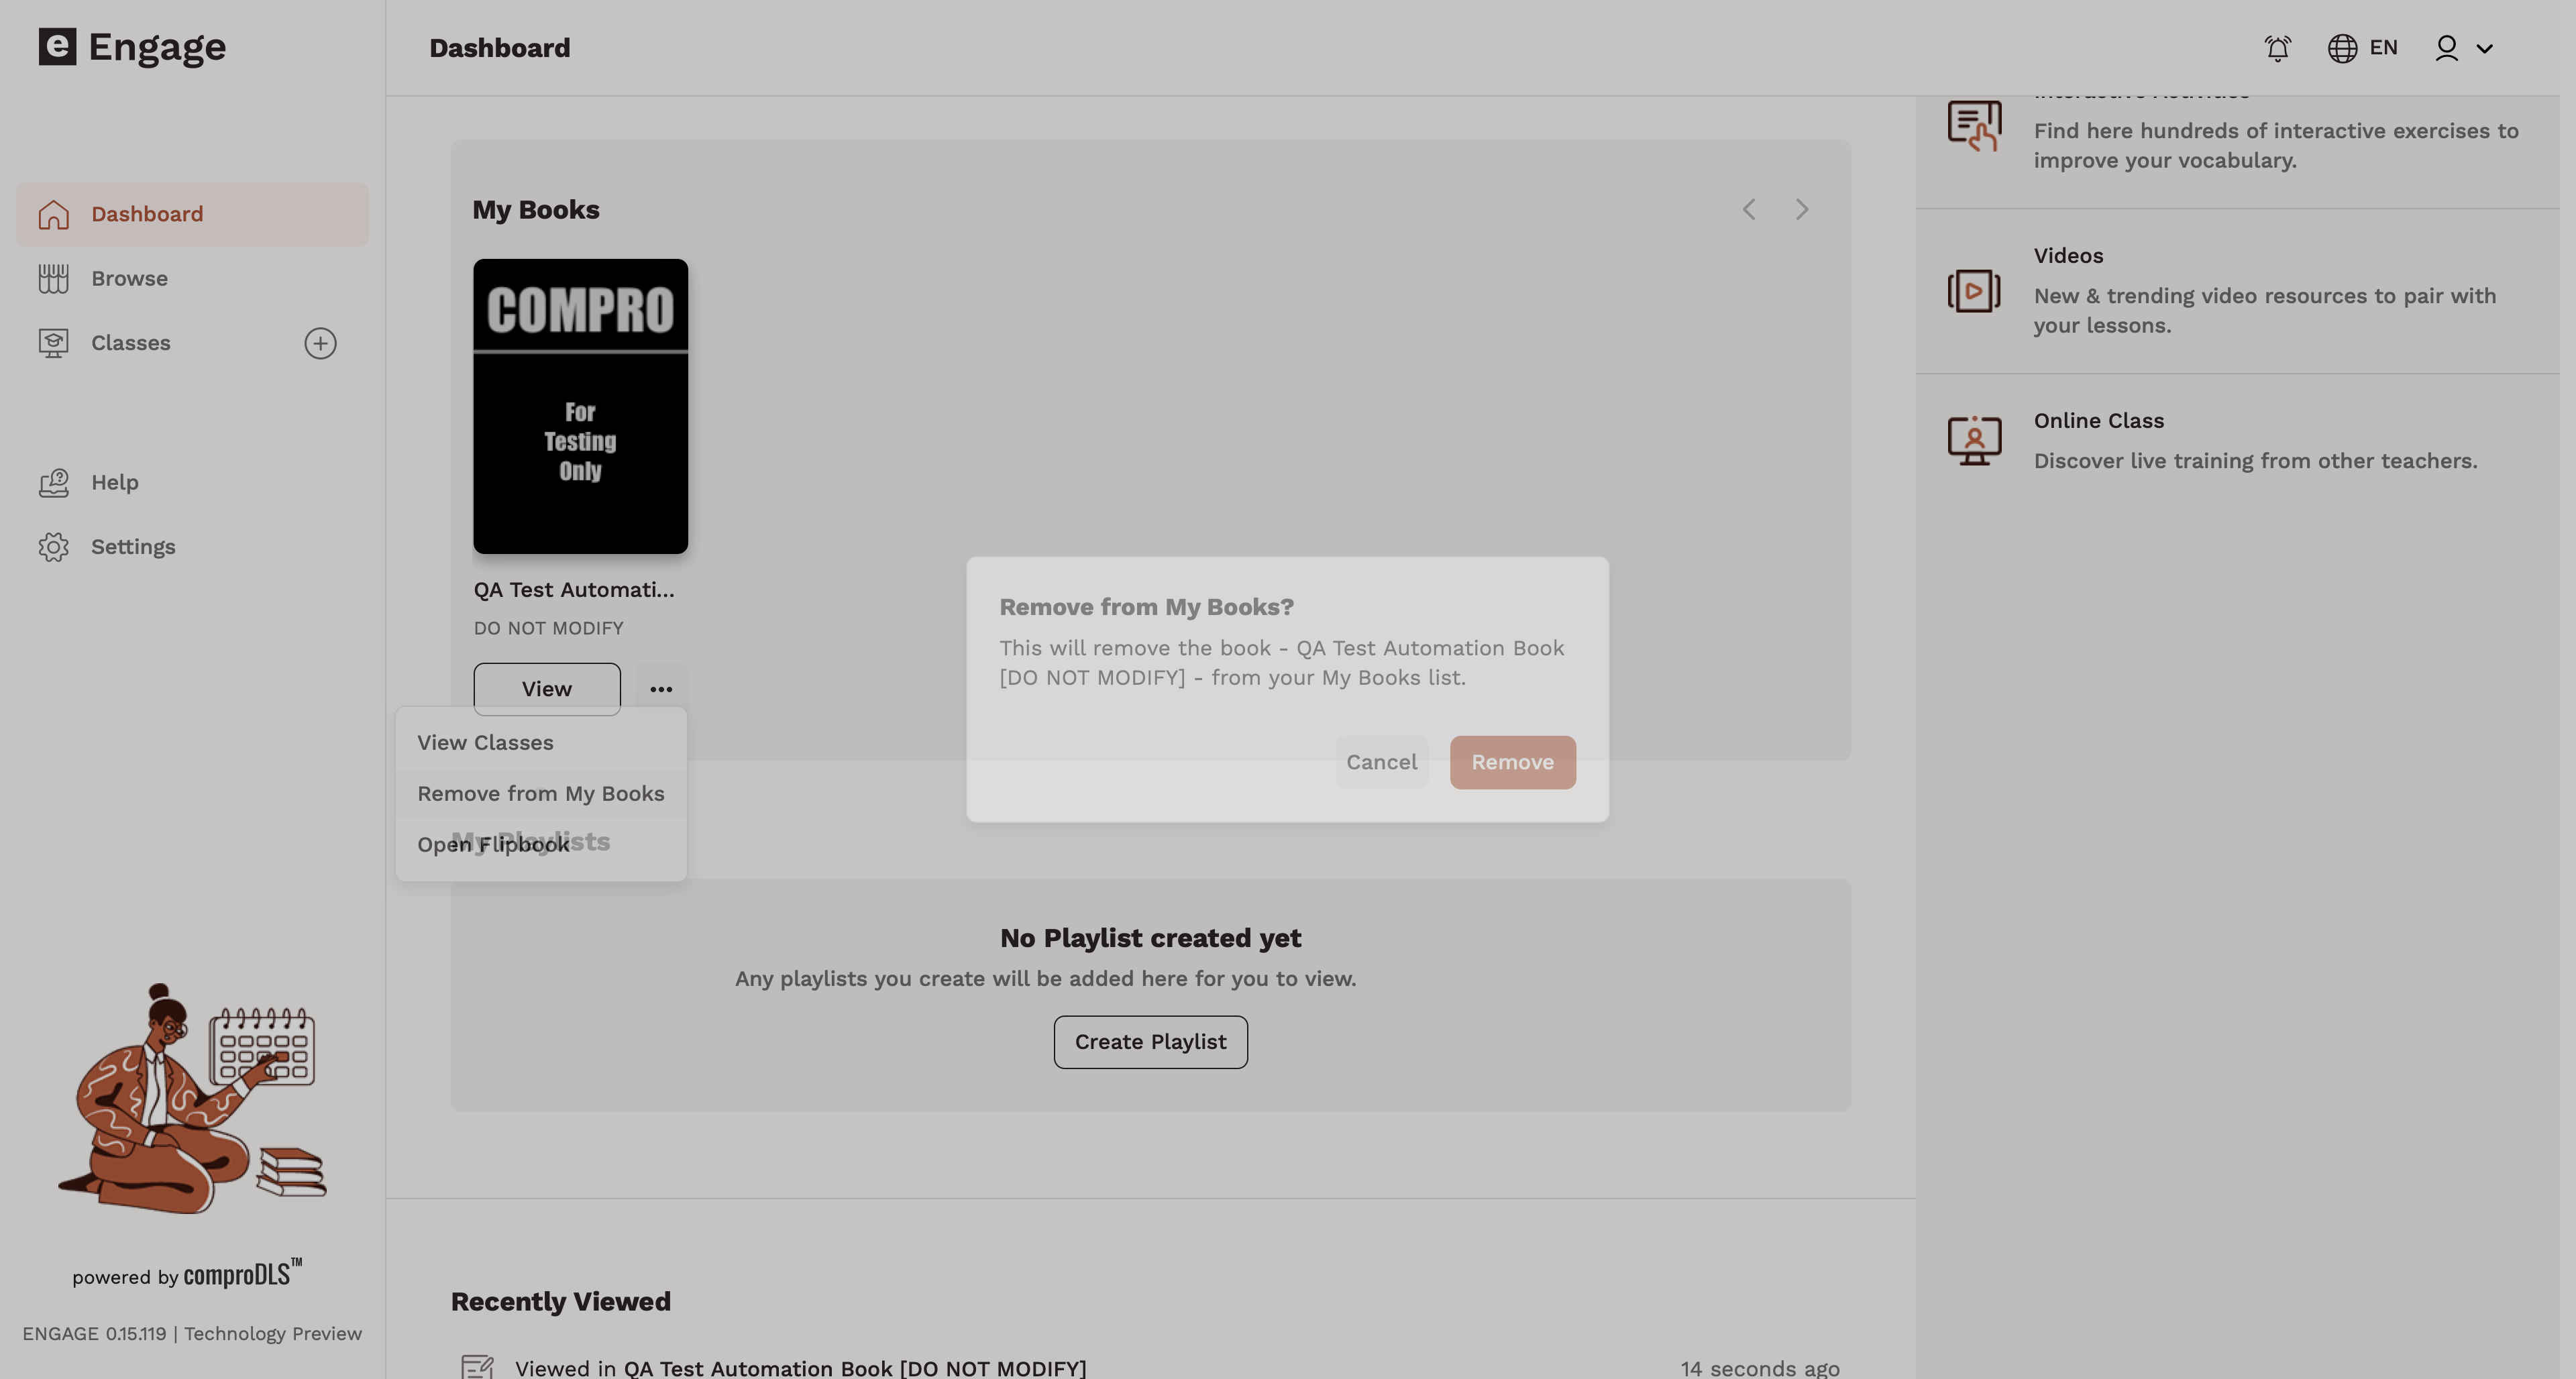 e Engage
Dashboard
EN
Dashboard
Browse
Classes
Help
Settings
powered by comproDLS™
ENGAGE 0.15.119 | Technology Preview
My Books
COMPRO
For
Testing
Only
QA Test Automati...
DO NOT MODIFY
View
View Classes
Remove from My Books
Open Flipbook
My Playlists
Remove from My Books?
This will remove the book - QA Test Automation Book
[DO NOT MODIFY] - from your My Books list.
Cancel
Remove
No Playlist created yet
Any playlists you create will be added here for you to view.
Create Playlist
Recently Viewed
Viewed in QA Test Automation Book [DO NOT MODIFY]
14 seconds ago
Interactive Activities
Find here hundreds of interactive exercises to
improve your vocabulary.
Videos
New & trending video resources to pair with
your lessons.
Online Class
Discover live training from other teachers.